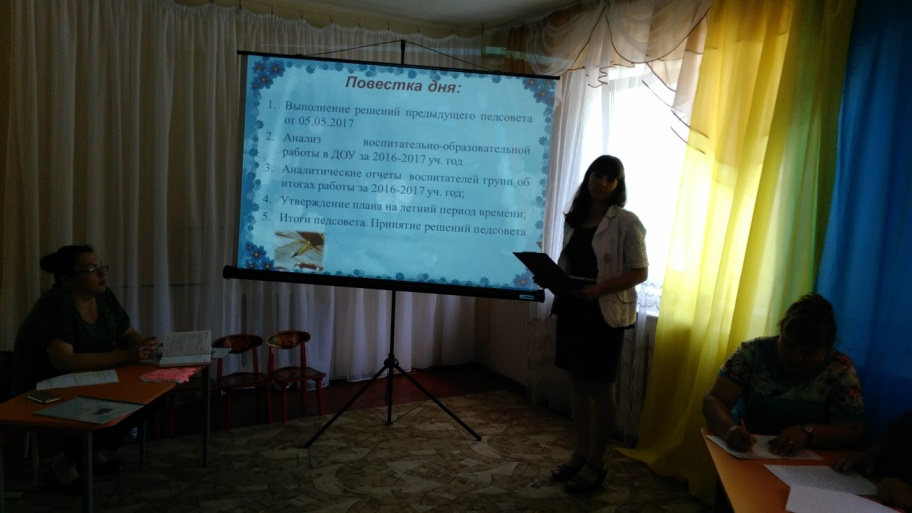 Повестка дня:
1. Выполнение решений предыдущего педсовета
от 05.05.2017
2. Анализ воспитательно-образовательной
работы в ДОУ за 2016-2017 уч. год
3. Аналитические отчеты воспитателей групп об
итогах работы за 2016-2017 уч. год;
4. Утверждение плана на летний период времени;
5. Итоги педсовета. Принятие решений педсовета